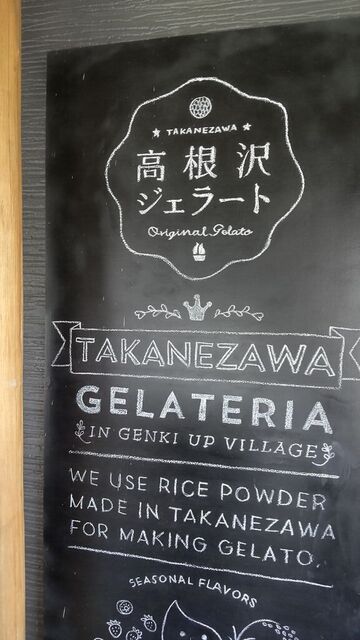 ★ TAKANEZAWA ★
高根沢
ジェラート
Original Gelato
TAKANEZAWA
GELATERIA
IN GENKI UP VILLAGE
WE USE RICE POWDER
MADE IN TAKANEZAWA
FOR MAKING GELATO.
SEASONAL FLAVORS